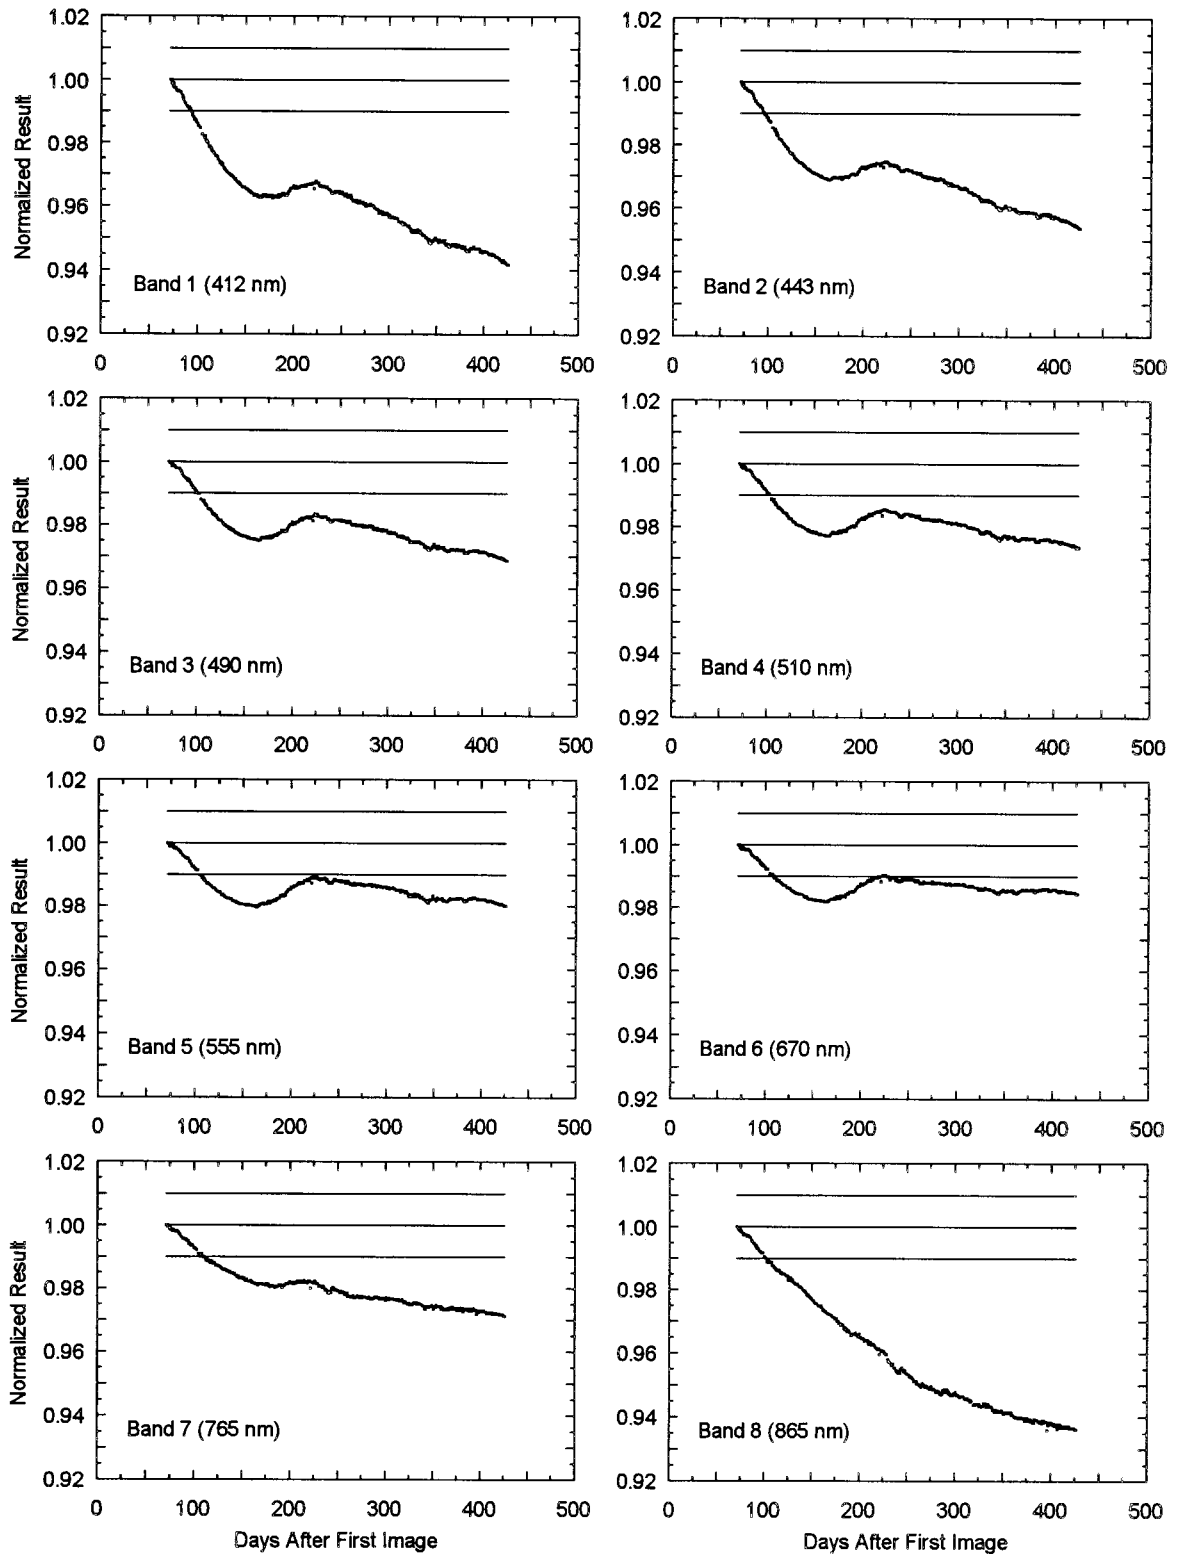 1.02
1.00
0.98
0.96
0.94
0.92
Normalized Result
Band 1 (412 nm)
0 100 200 300 400 500
1.02
1.00
0.98
0.96
0.94
0.92
Band 2 (443 nm)
0 100 200 300 400 500
1.02
1.00
0.98
0.96
0.94
0.92
Normalized Result
Band 3 (490 nm)
0 100 200 300 400 500
1.02
1.00
0.98
0.96
0.94
0.92
Band 4 (510 nm)
0 100 200 300 400 500
1.02
1.00
0.98
0.96
0.94
0.92
Normalized Result
Band 5 (555 nm)
0 100 200 300 400 500
1.02
1.00
0.98
0.96
0.94
0.92
Band 6 (670 nm)
0 100 200 300 400 500
1.02
1.00
0.98
0.96
0.94
0.92
Normalized Result
Band 7 (765 nm)
0 100 200 300 400 500
Days After First Image
1.02
1.00
0.98
0.96
0.94
0.92
Band 8 (865 nm)
0 100 200 300 400 500
Days After First Image